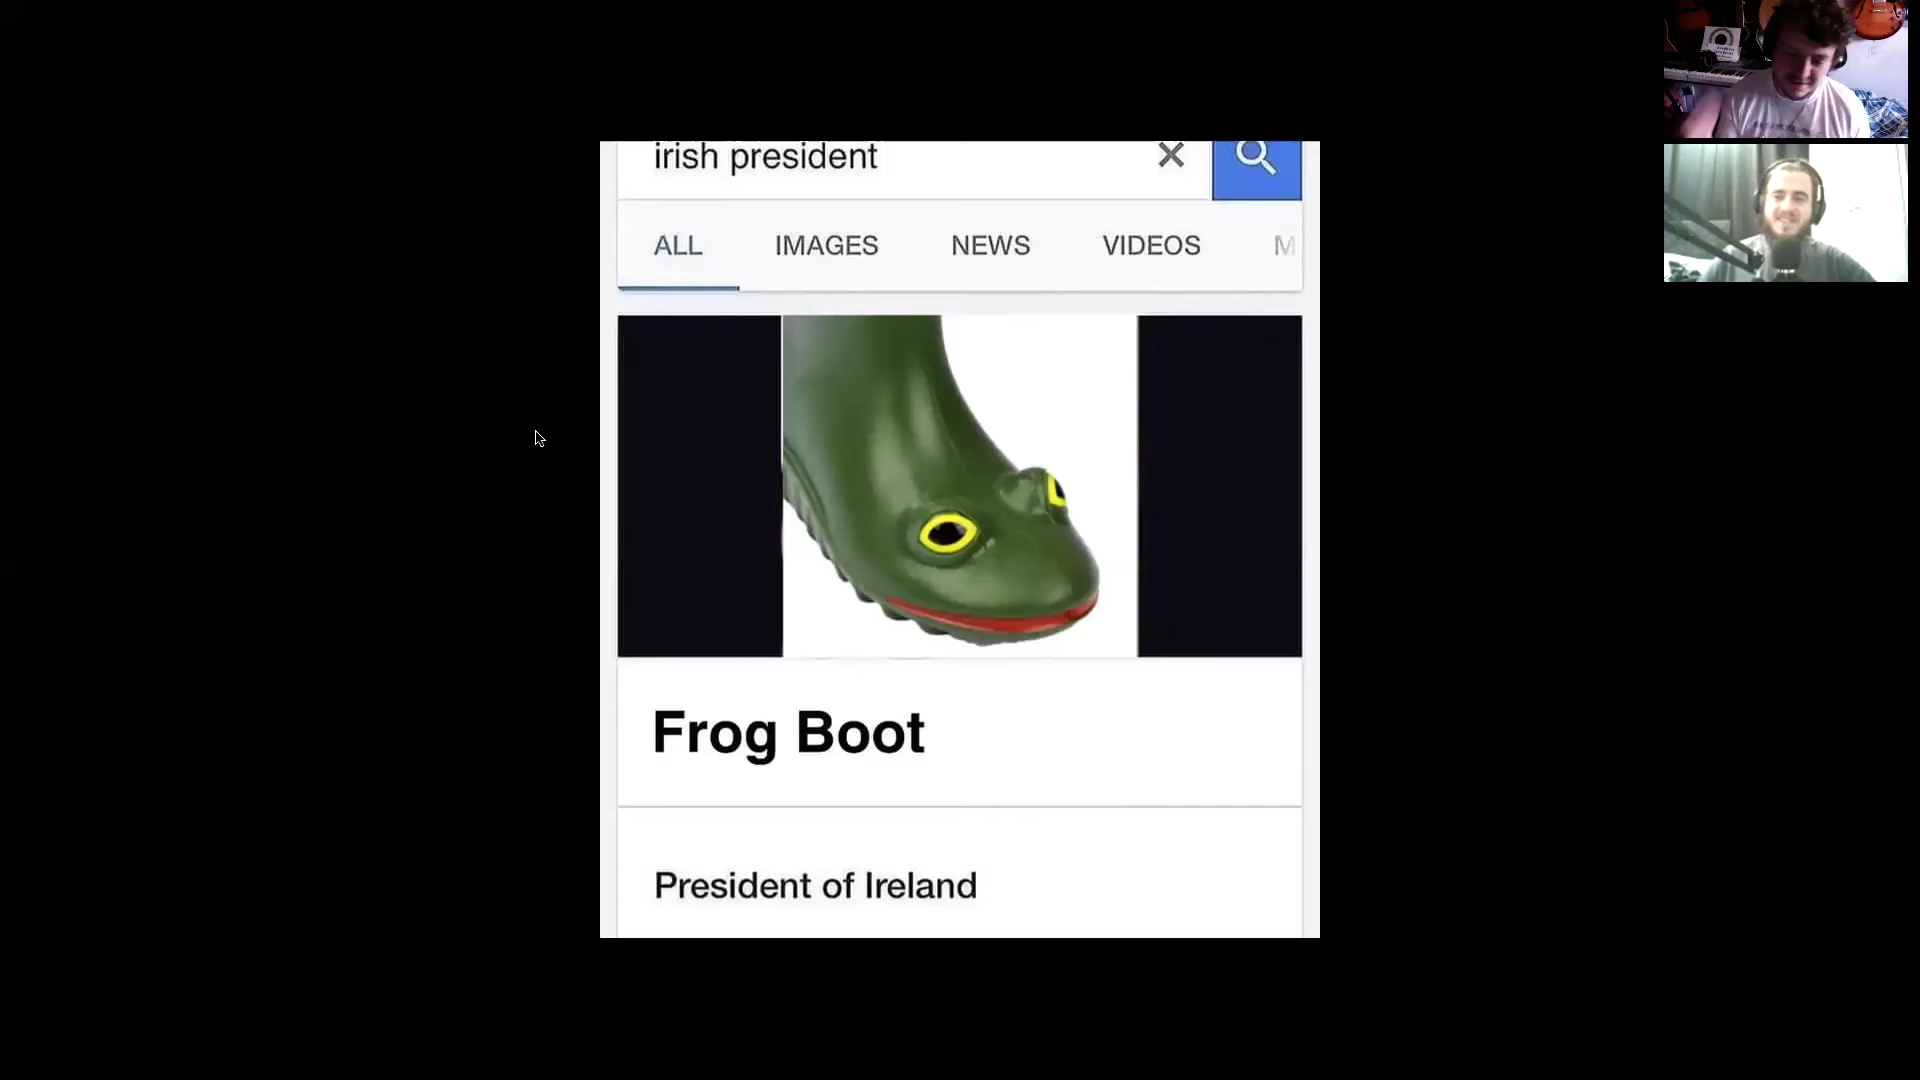 irish president
ALL IMAGES NEWS VIDEOS M
Frog Boot
President of Ireland